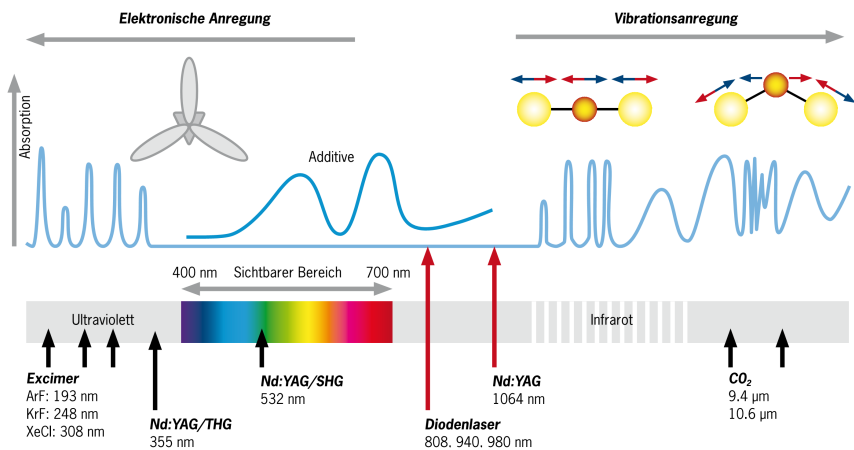 Elektronische Anregung
Vibrationsanregung
Absorption
Additive
400 nm
Sichtbarer Bereich
700 nm
Ultraviolett
Infrarot
Excimer
ArF: 193 nm
KrF: 248 nm
XeCl: 308 nm
Nd:YAG/THG
355 nm
Nd:YAG/SHG
532 nm
Diodenlaser
808. 940. 980 nm
Nd:YAG
1064 nm
CO₂
9.4 µm
10.6 µm